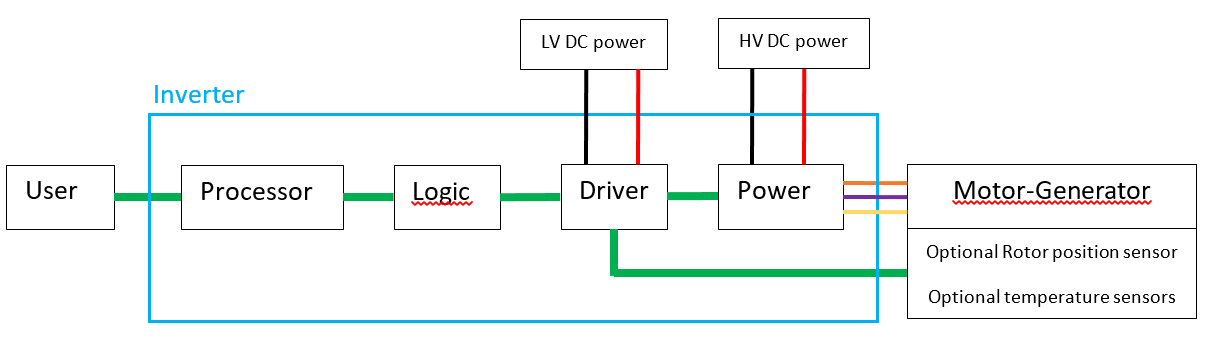 LV DC power
HV DC power
Inverter
User
Processor
Logic
Driver
Power
Motor-Generator
Optional Rotor position sensor
Optional temperature sensors